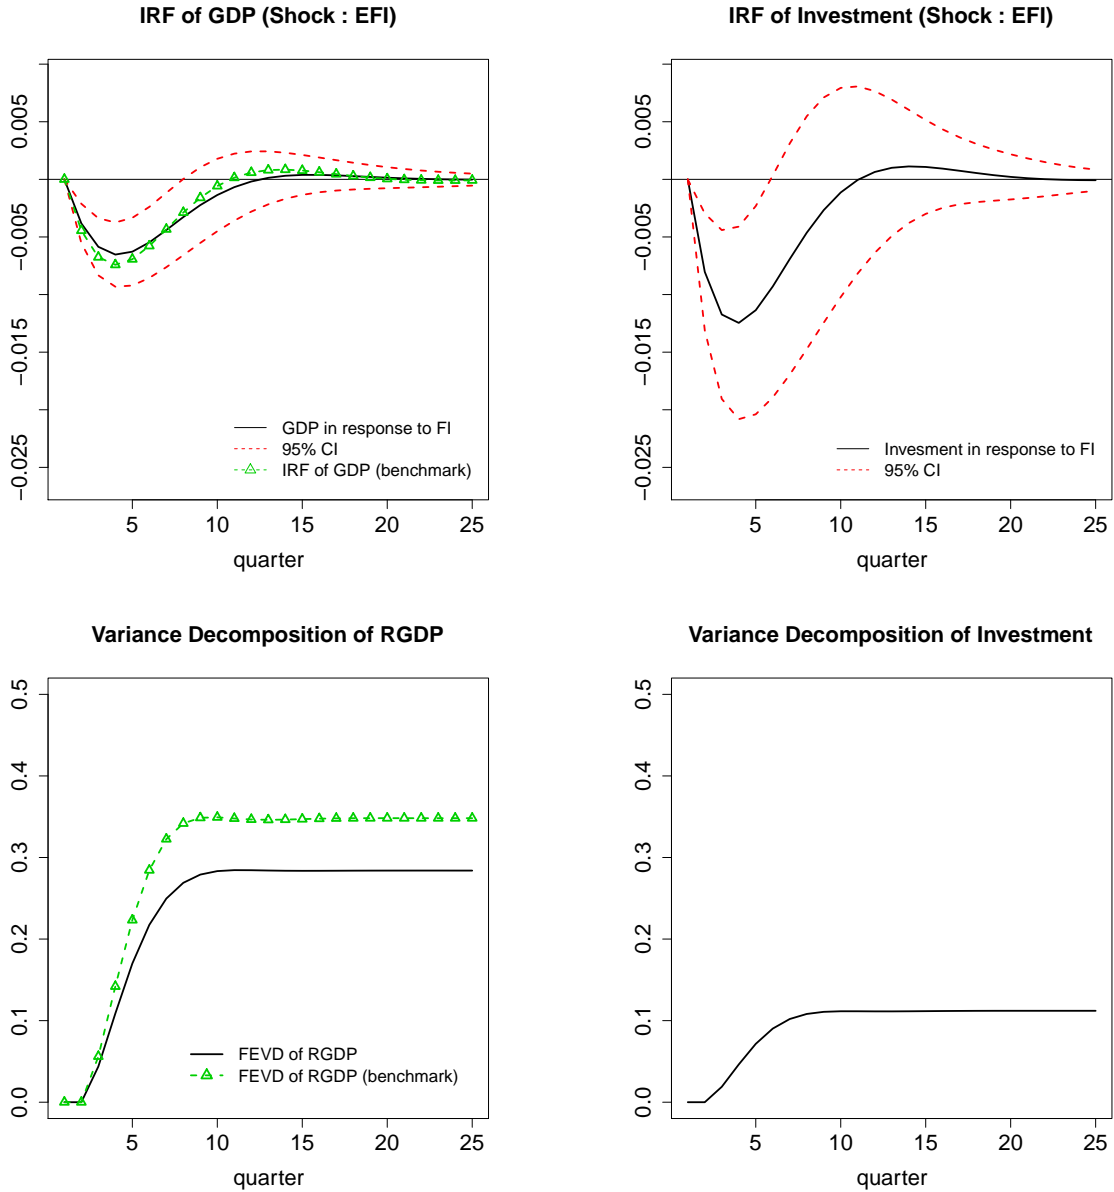 IRF of GDP (Shock : EFI)
0.005
−0.005
−0.015
−0.025
GDP in response to FI
95% CI
IRF of GDP (benchmark)
5 10 15 20 25
quarter
IRF of Investment (Shock : EFI)
0.005
−0.005
−0.015
−0.025
Invesment in response to FI
95% CI
5 10 15 20 25
quarter
Variance Decomposition of RGDP
0.5
0.4
0.3
0.2
0.1
0.0
FEVD of RGDP
FEVD of RGDP (benchmark)
5 10 15 20 25
quarter
Variance Decomposition of Investment
0.5
0.4
0.3
0.2
0.1
0.0
5 10 15 20 25
quarter